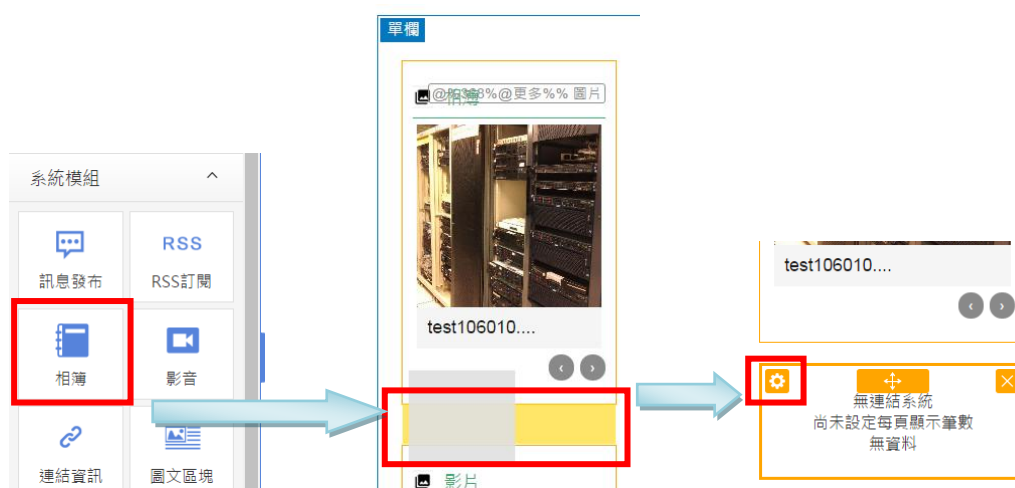 系統模組
訊息發布
RSS
RSS訂閱
相簿
影音
連結資訊
圖文區塊
單欄
相簿
更多%% 圖片
test106010....
影片
test106010....
無連結系統
尚未設定每頁顯示筆數
無資料